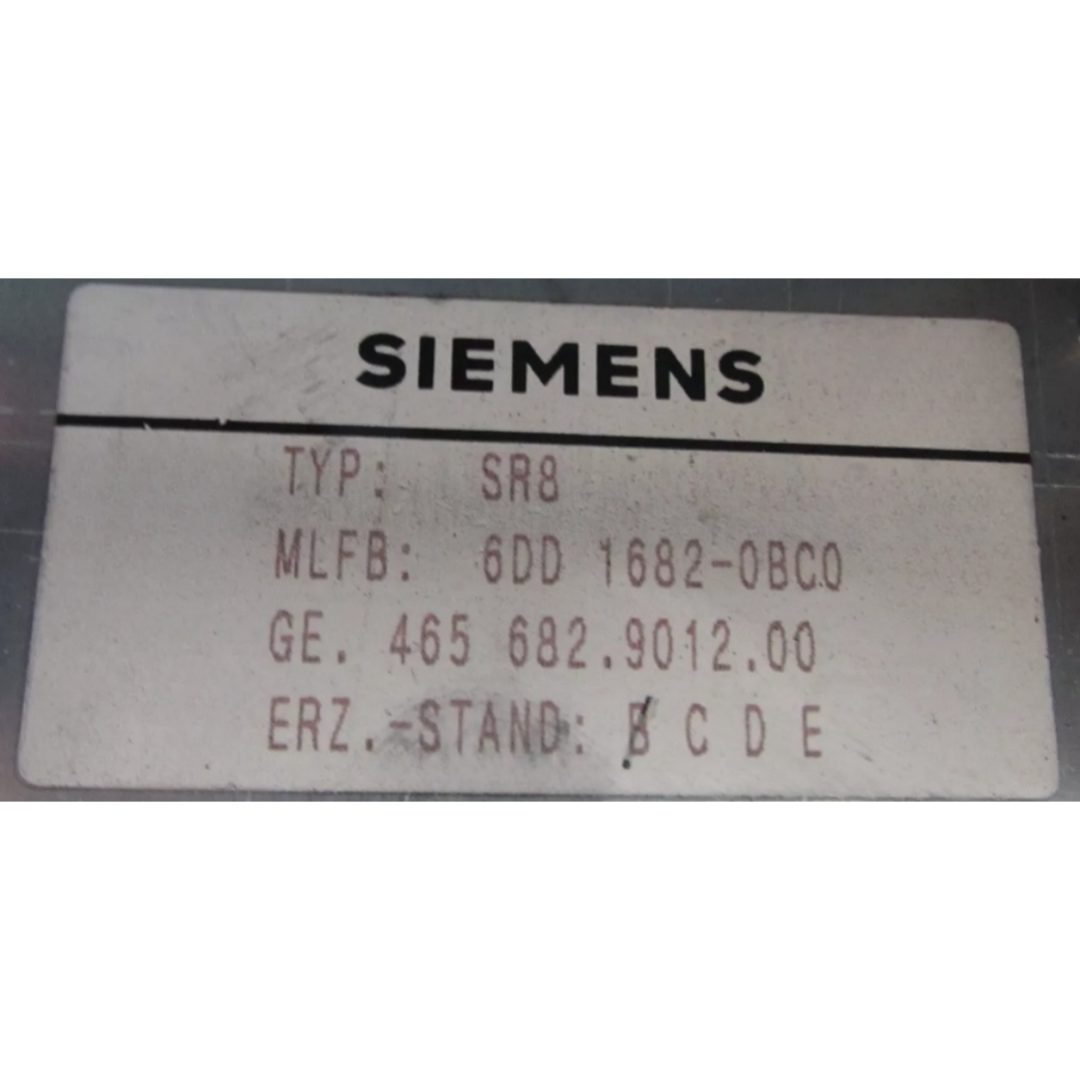 SIEMENS
TYP: SR8
MLFB: 6DD 1682-0BC0
GE. 465 682.9012.00
ERZ.-STAND: B C D E